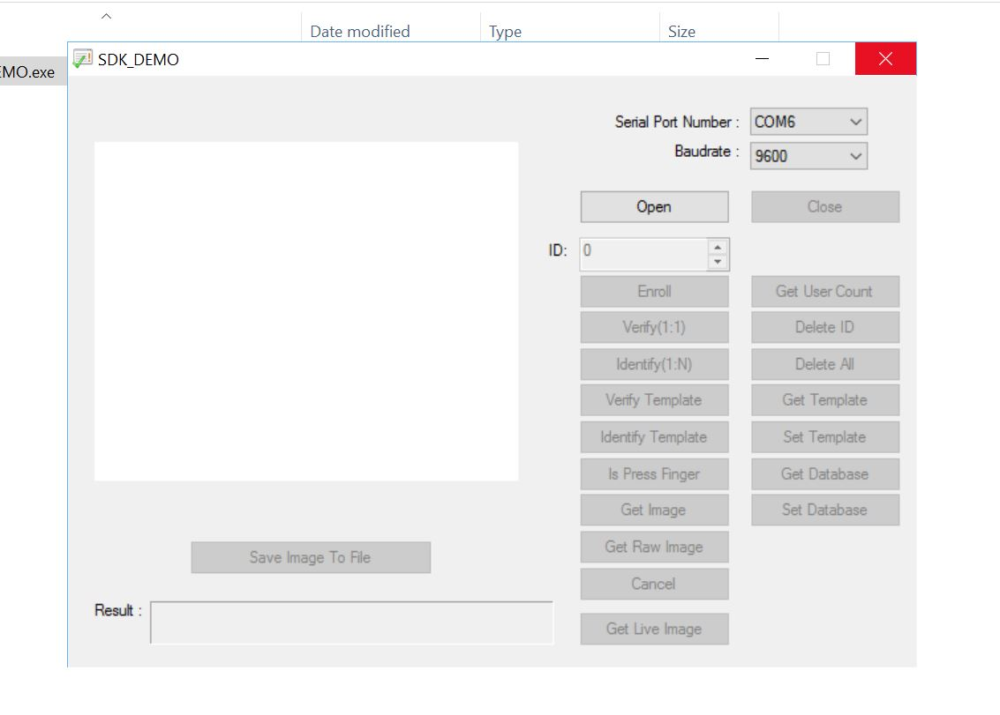 Date modified Type Size
SDK_DEMO
EMO.exe
Serial Port Number : COM6
Baudrate : 9600
Open Close
ID: 0
Enroll Get User Count
Verify(1:1) Delete ID
Identify(1:N) Delete All
Verify Template Get Template
Identify Template Set Template
Is Press Finger Get Database
Get Image Set Database
Get Raw Image
Save Image To File
Cancel
Result :
Get Live Image